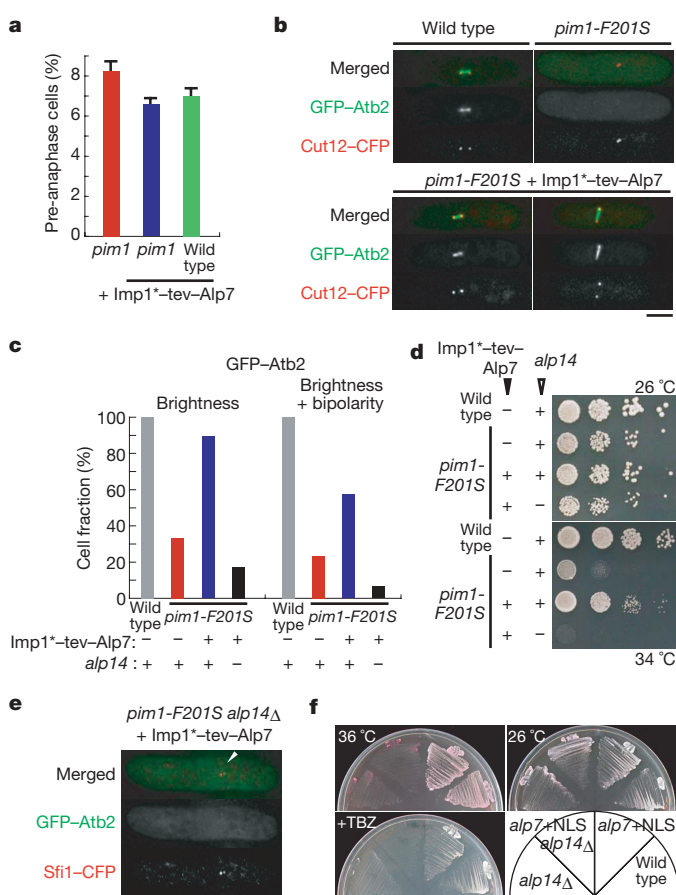 a
Pre-anaphase cells (%)
8
6
4
2
0
pim1
pim1
Wild
type
+ Imp1*–tev–Alp7
b
Wild type
pim1-F201S
Merged
GFP–Atb2
Cut12–CFP
pim1-F201S + Imp1*–tev–Alp7
Merged
GFP–Atb2
Cut12–CFP
c
GFP–Atb2
Brightness
Brightness
+ bipolarity
Cell fraction (%)
100
80
60
40
20
0
Wild
type
pim1-F201S
Wild
type
pim1-F201S
Imp1*–tev–Alp7: – – + + – – + +
alp14 : + + + – + + + –
d
Imp1*–tev–
Alp7
alp14
26 °C
Wild
type
– +
– +
pim1-
F201S
+ +
+ –
Wild
type
– +
– +
pim1-
F201S
+ +
+ –
34 °C
e
pim1-F201S alp14Δ
+ Imp1*–tev–Alp7
Merged
GFP–Atb2
Sfi1–CFP
f
36 °C
26 °C
+TBZ
alp7+NLS
alp14Δ
alp7+NLS
alp14Δ
Wild
type